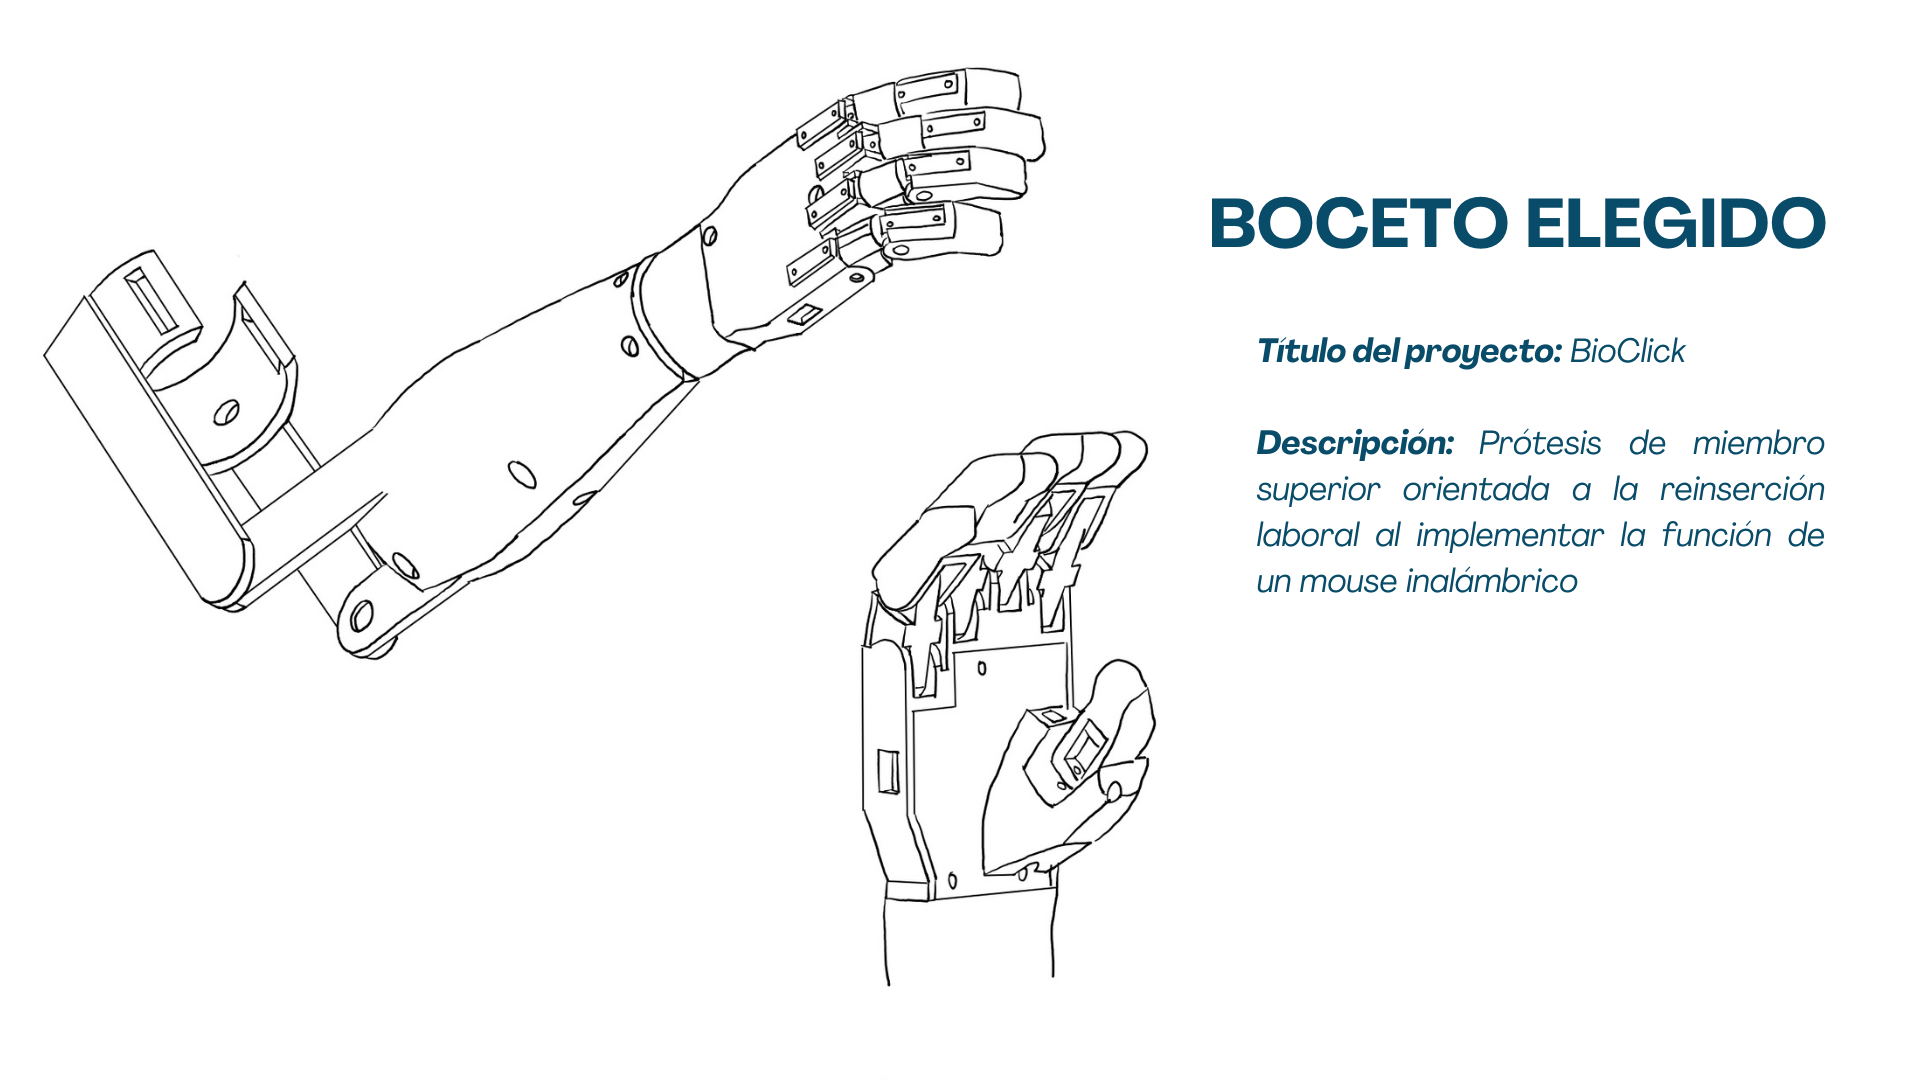 BOCETO ELEGIDO
Título del proyecto: BioClick
Descripción: Prótesis de miembro
superior orientada a la reinserción
laboral al implementar la función de
un mouse inalámbrico